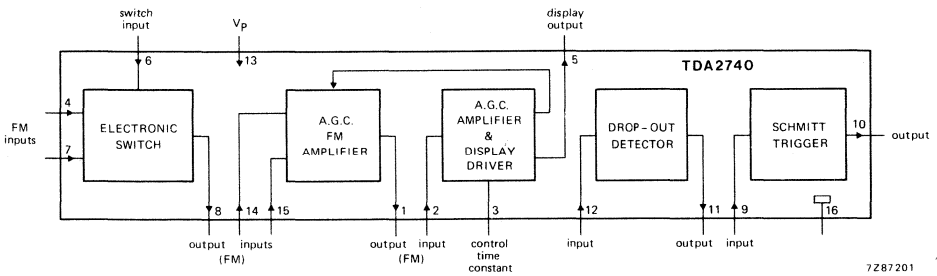 switch
input
V_P
display
output
6
13
5
TDA2740
4
FM
inputs
7
ELECTRONIC
SWITCH
A.G.C.
FM
AMPLIFIER
A.G.C.
AMPLIFIER
&
DISPLAY
DRIVER
DROP-OUT
DETECTOR
SCHMITT
TRIGGER
10
output
8
14
15
1
2
3
12
11
9
16
output
(FM)
inputs
output
(FM)
input
control
time
constant
input
output
input
7Z87201